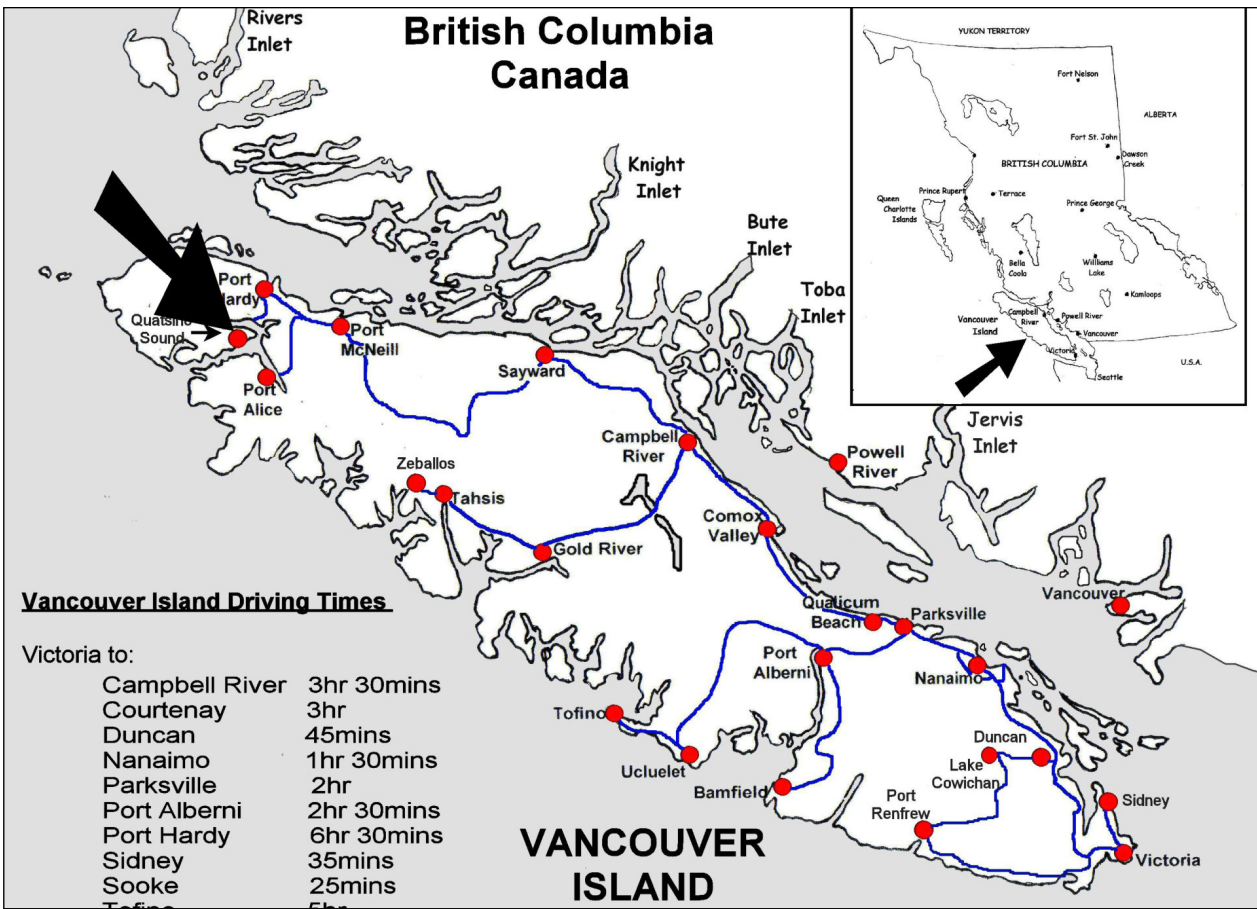 British Columbia
Canada
Rivers
Inlet
Knight
Inlet
Bute
Inlet
Toba
Inlet
Jervis
Inlet
YUKON TERRITORY
Fort Nelson
ALBERTA
Fort St. John
Dawson
Creek
BRITISH COLUMBIA
Prince Rupert
Terrace
Queen
Charlotte
Islands
Prince George
Bella
Coola
Williams
Lake
Kamloops
Vancouver
Island
Campbell
River
Powell River
Vancouver
Victoria
Seattle
U.S.A.
Port
Hardy
Quatsino
Sound
Port
McNeill
Port
Alice
Sayward
Campbell
River
Powell
River
Zeballos
Tahsis
Gold River
Comox
Valley
Qualicum
Beach
Parksville
Vancouver
Port
Alberni
Nanaimo
Tofino
Ucluelet
Bamfield
Duncan
Lake
Cowichan
Port
Renfrew
Sidney
Victoria
VANCOUVER
ISLAND
Vancouver Island Driving Times
Victoria to:
Campbell River 3hr 30mins
Courtenay 3hr
Duncan 45mins
Nanaimo 1hr 30mins
Parksville 2hr
Port Alberni 2hr 30mins
Port Hardy 6hr 30mins
Sidney 35mins
Sooke 25mins
Tofino 5hr